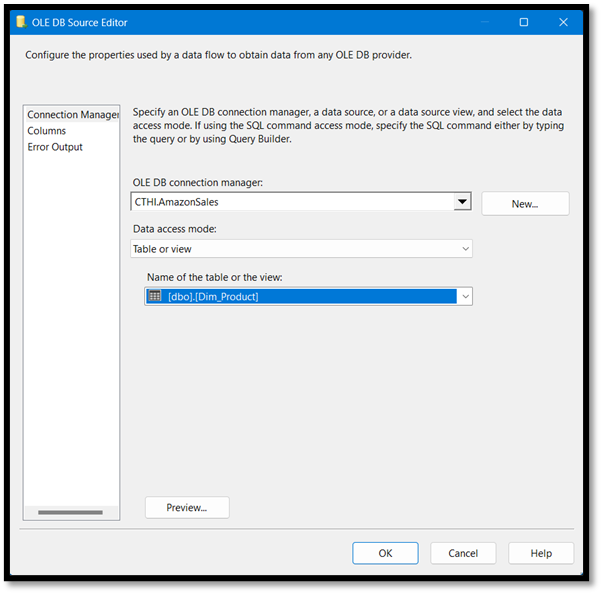 OLE DB Source Editor
Configure the properties used by a data flow to obtain data from any OLE DB provider.
Connection Manager
Columns
Error Output
Specify an OLE DB connection manager, a data source, or a data source view, and select the data
access mode. If using the SQL command access mode, specify the SQL command either by typing
the query or by using Query Builder.
OLE DB connection manager:
CTHI.AmazonSales
New...
Data access mode:
Table or view
Name of the table or the view:
[dbo].[Dim_Product]
Preview...
OK
Cancel
Help